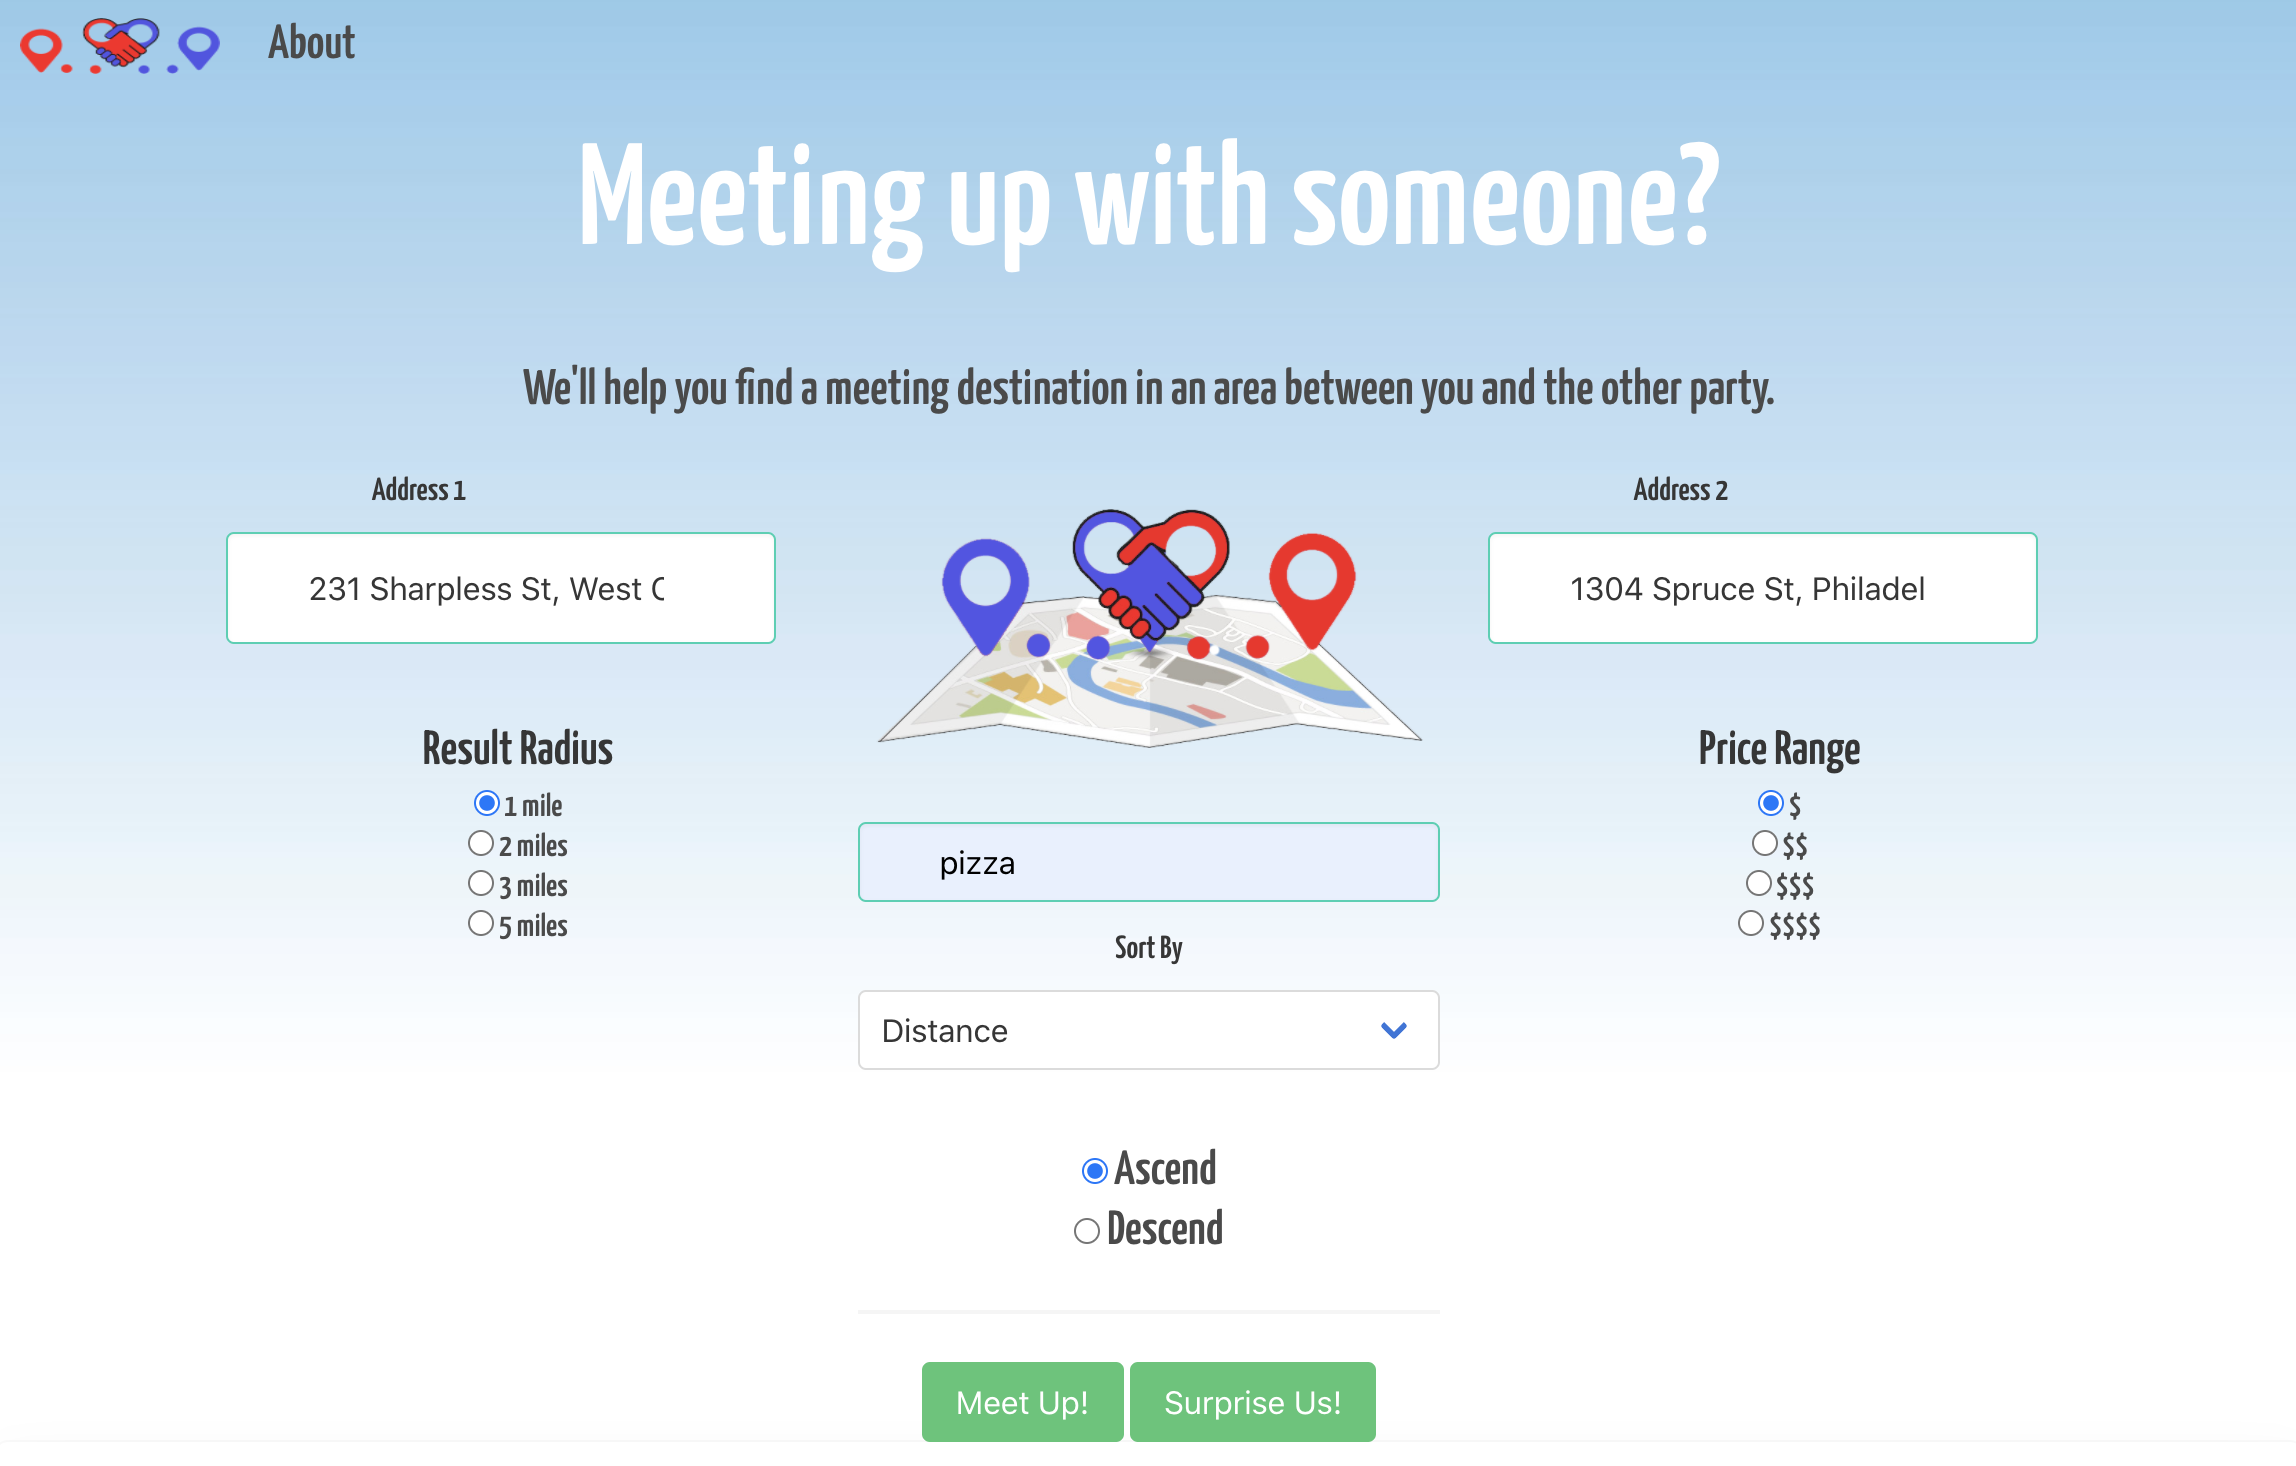 About
Meeting up with someone?
We'll help you find a meeting destination in an area between you and the other party.
Address 1
231 Sharpless St, West C
Address 2
1304 Spruce St, Philadel
Result Radius
1 mile
2 miles
3 miles
5 miles
Price Range
$
$$
$$$
$$$$
pizza
Sort By
Distance
Ascend
Descend
Meet Up!
Surprise Us!